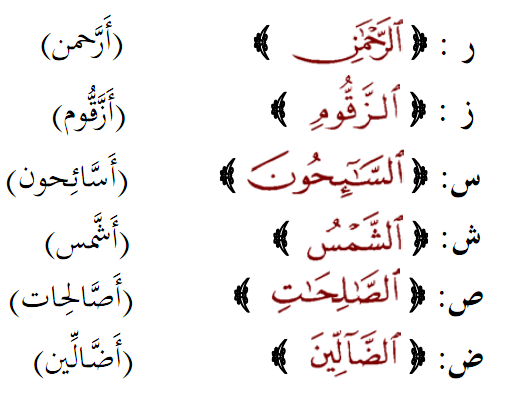 ر : ﴿ ٱلرَّحْمَٰنِ ﴾ (أَرَّحمن)
ز : ﴿ ٱلزَّقُّومِ ﴾ (أَزَّقُّوم)
س: ﴿ ٱلسَّٰٓئِحُونَ ﴾ (أَسَّائِحون)
ش: ﴿ ٱلشَّمْسُ ﴾ (أَشَّمس)
ص: ﴿ ٱلصَّٰلِحَٰتِ ﴾ (أَصَّالِحات)
ض: ﴿ ٱلضَّآلِّينَ ﴾ (أَضَّالِّين)